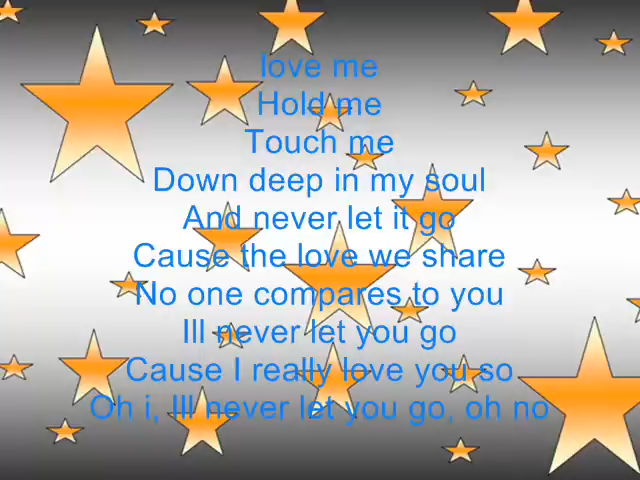 love me
Hold me
Touch me
Down deep in my soul
And never let it go
Cause the love we share
No one compares to you
Ill never let you go
Cause I really love you so
Oh i, Ill never let you go, oh no